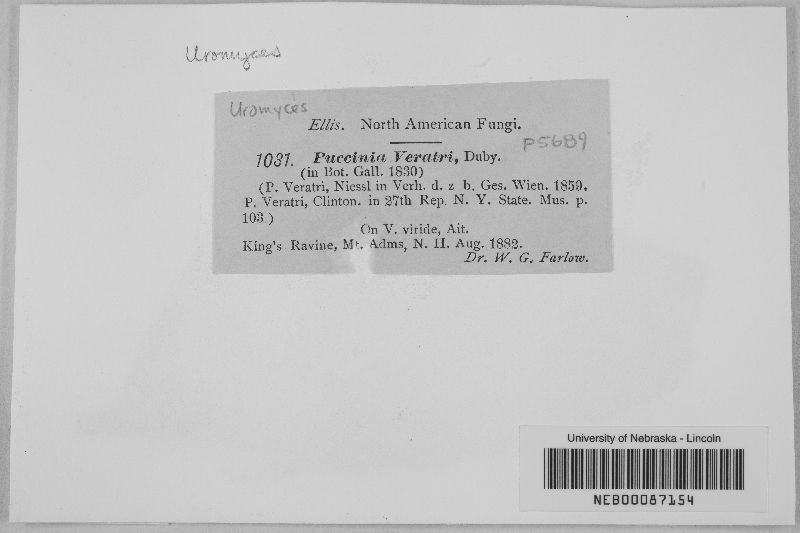 Uromyces
Uromyces
Ellis. North American Fungi.
P5689
1031. Puccinia Veratri, Duby.
(in Bot. Gall. 1830)
(P. Veratri, Niessl in Verh. d. z. b. Ges. Wien. 1859,
P. Veratri, Clinton. in 27th Rep. N. Y. State. Mus. p.
103.)
On V. viride, Ait.
King's Ravine, Mt. Adms, N. H. Aug. 1882.
Dr. W. G. Farlow.
University of Nebraska - Lincoln
NEB00087154